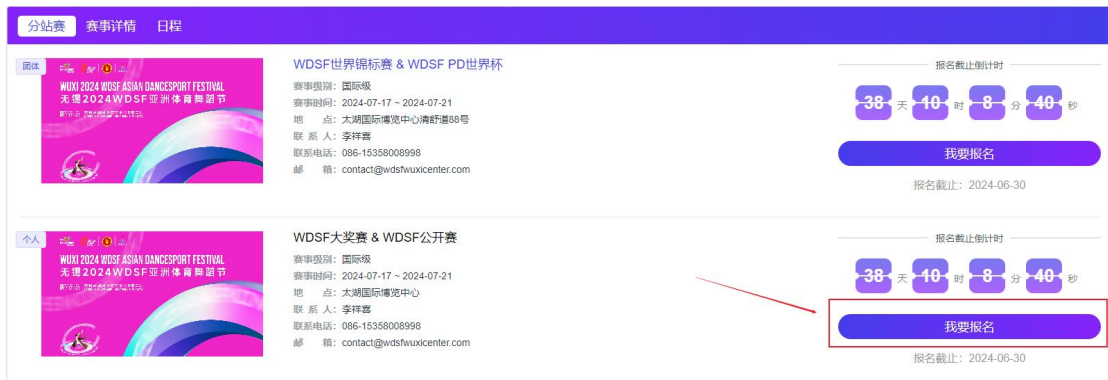 分站赛 赛事详情 日程
团体
WUXI 2024 WDSF ASIAN DANCESPORT FESTIVAL
无锡2024WDSF亚洲体育舞蹈节
WDSF世界锦标赛 & WDSF PD世界杯
赛事级别：国际级
赛事时间：2024-07-17 ~ 2024-07-21
地 点：太湖国际博览中心清舒道88号
联 系 人：李祥喜
联系电话：086-15358008998
邮 箱：contact@wdsfwuxicenter.com
报名截止倒计时
38 天 10 时 8 分 40 秒
我要报名
报名截止：2024-06-30
个人
WUXI 2024 WDSF ASIAN DANCESPORT FESTIVAL
无锡2024WDSF亚洲体育舞蹈节
WDSF大奖赛 & WDSF公开赛
赛事级别：国际级
赛事时间：2024-07-17 ~ 2024-07-21
地 点：太湖国际博览中心
联 系 人：李祥喜
联系电话：086-15358008998
邮 箱：contact@wdsfwuxicenter.com
报名截止倒计时
38 天 10 时 8 分 40 秒
我要报名
报名截止：2024-06-30